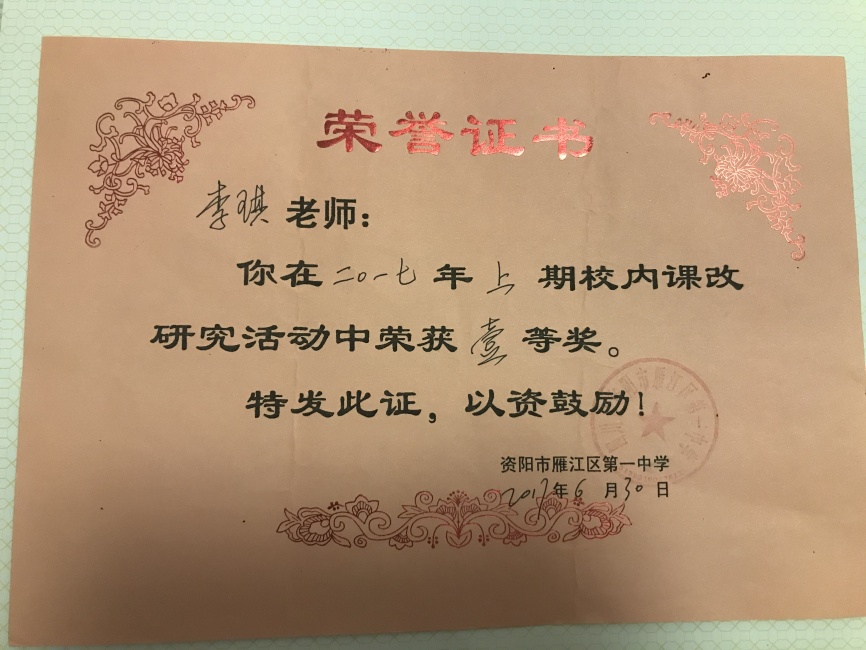 荣誉证书
李琪老师：
你在二〇一七年上期校内课改
研究活动中荣获壹等奖。
特发此证，以资鼓励！
资阳市雁江区第一中学
2017年6月30日